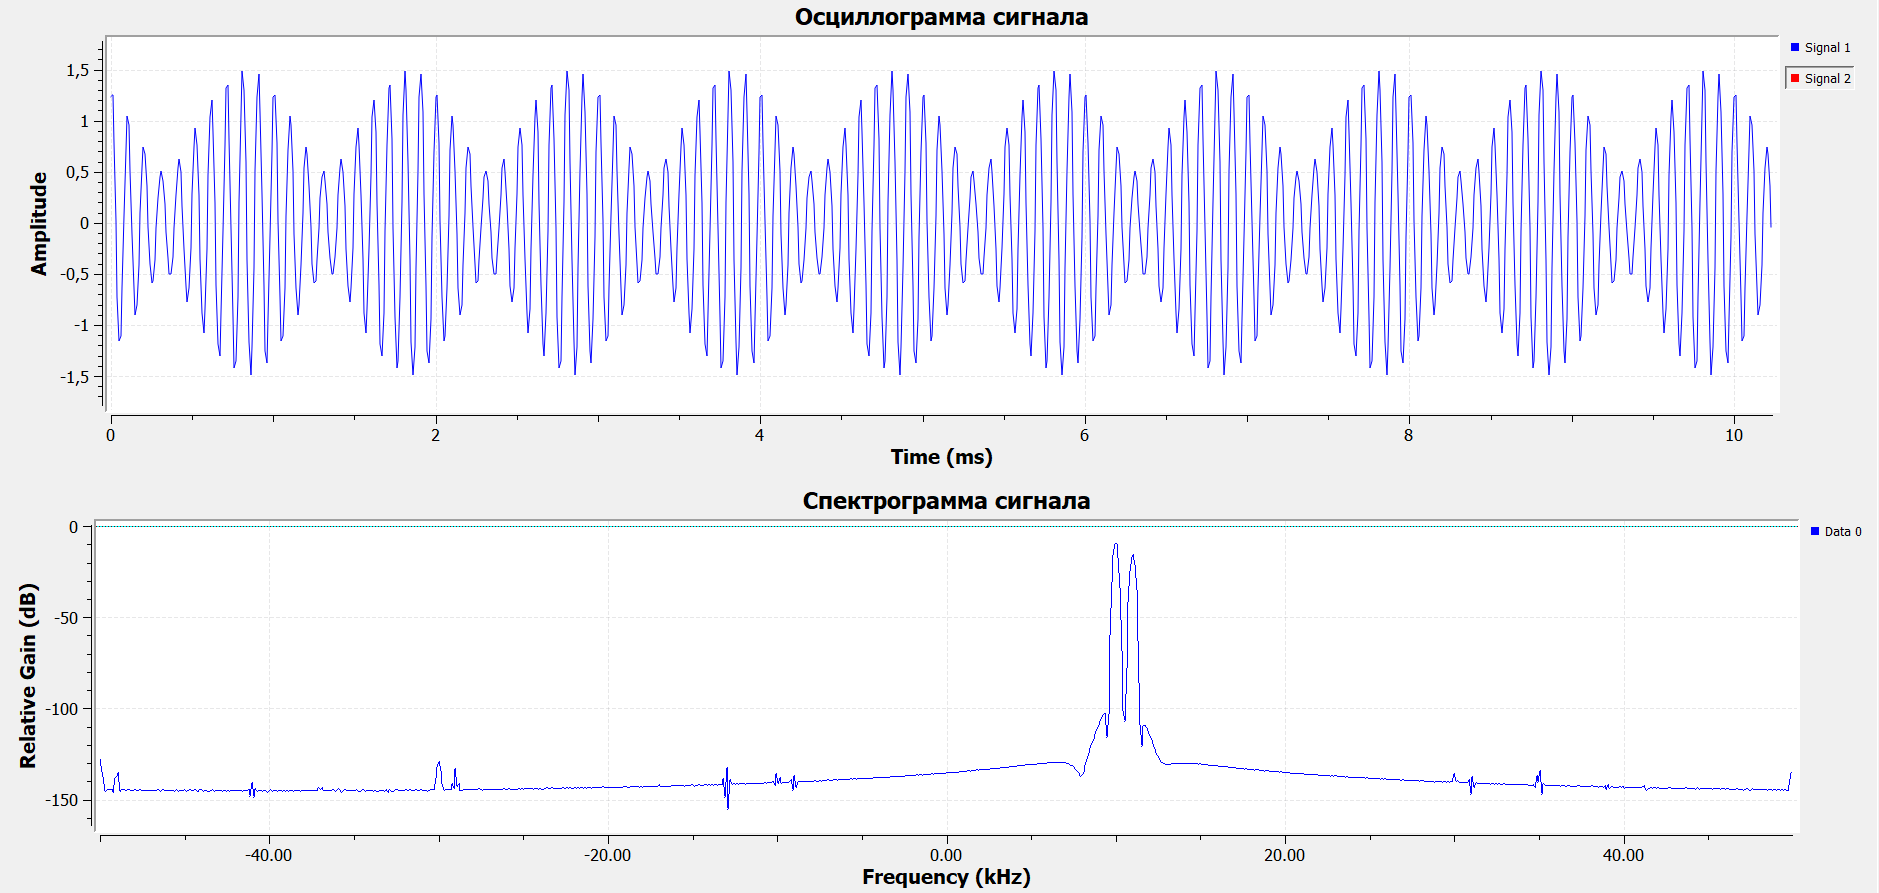 Осциллограмма сигнала
Signal 1
Signal 2
1,5
1
0,5
0
-0,5
-1
-1,5
Amplitude
0 2 4 6 8 10
Time (ms)
Спектрограмма сигнала
Data 0
0
-50
-100
-150
Relative Gain (dB)
-40.00 -20.00 0.00 20.00 40.00
Frequency (kHz)